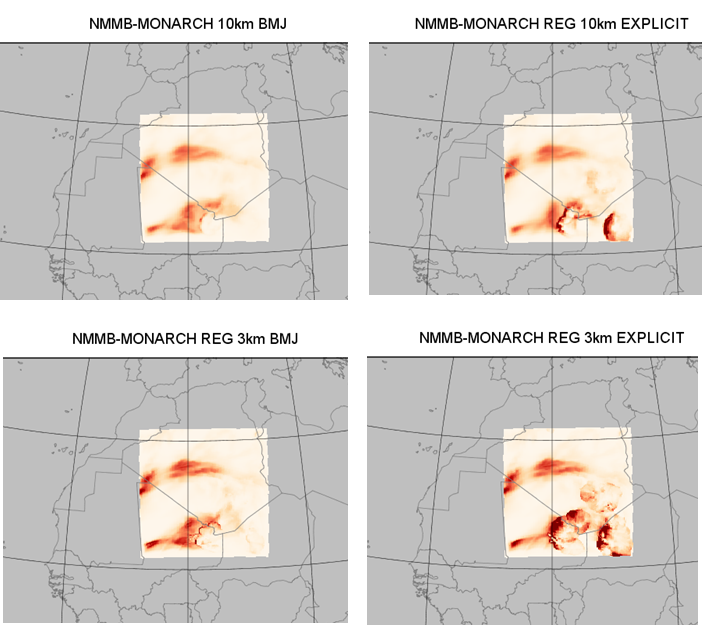 NMMB-MONARCH 10km BMJ
NMMB-MONARCH REG 10km EXPLICIT
NMMB-MONARCH REG 3km BMJ
NMMB-MONARCH REG 3km EXPLICIT